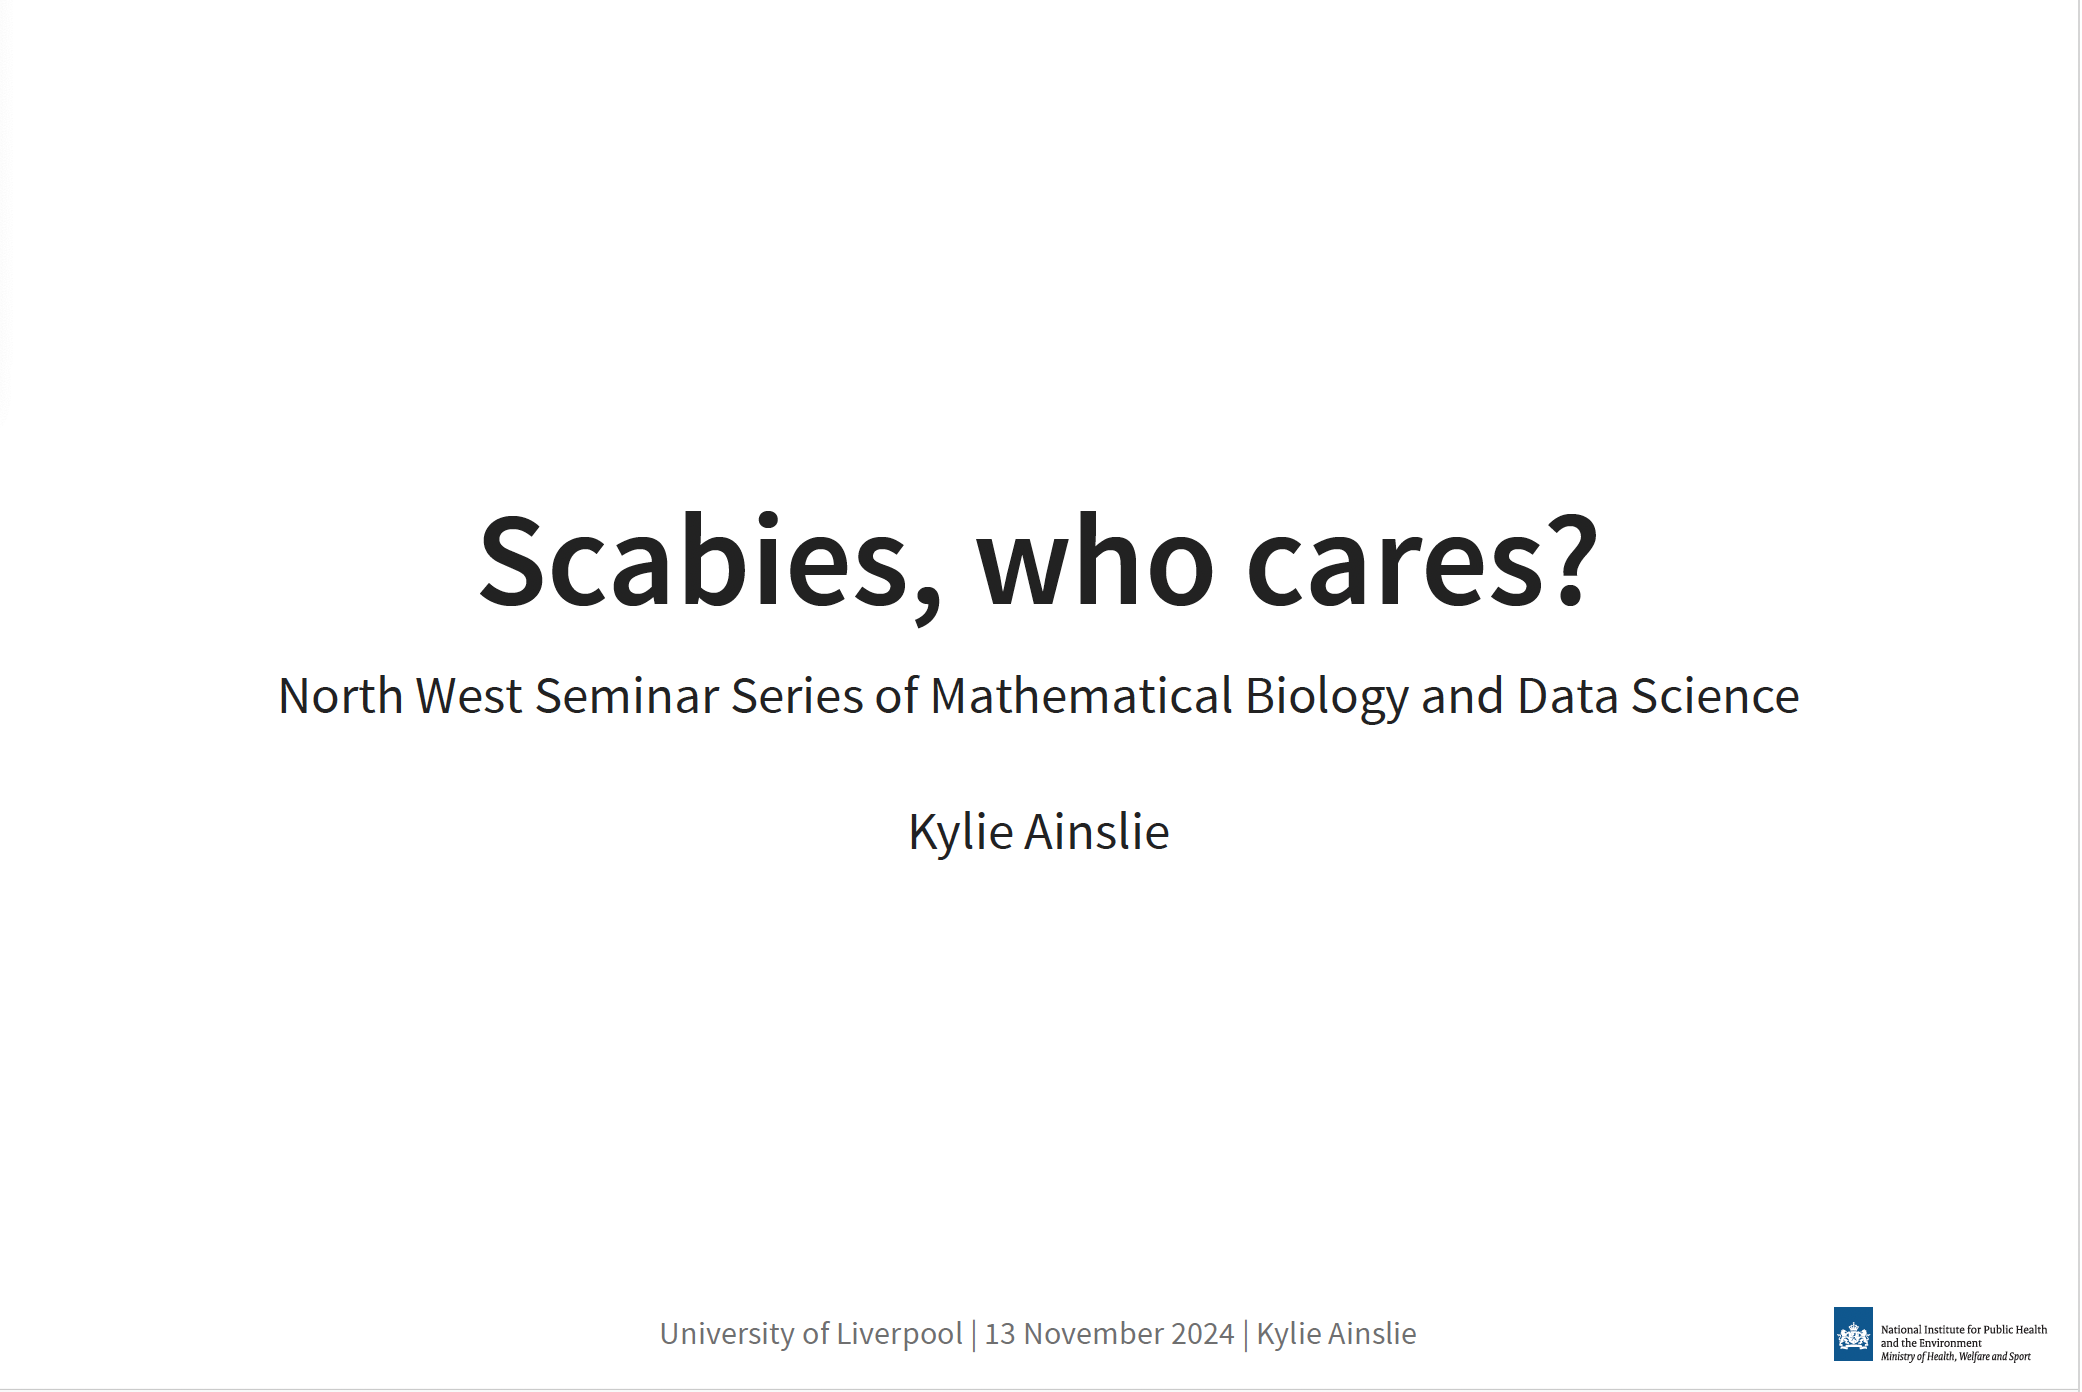 Scabies, who cares?
North West Seminar Series of Mathematical Biology and Data Science
Kylie Ainslie
University of Liverpool | 13 November 2024 | Kylie Ainslie
National Institute for Public Health
and the Environment
Ministry of Health, Welfare and Sport